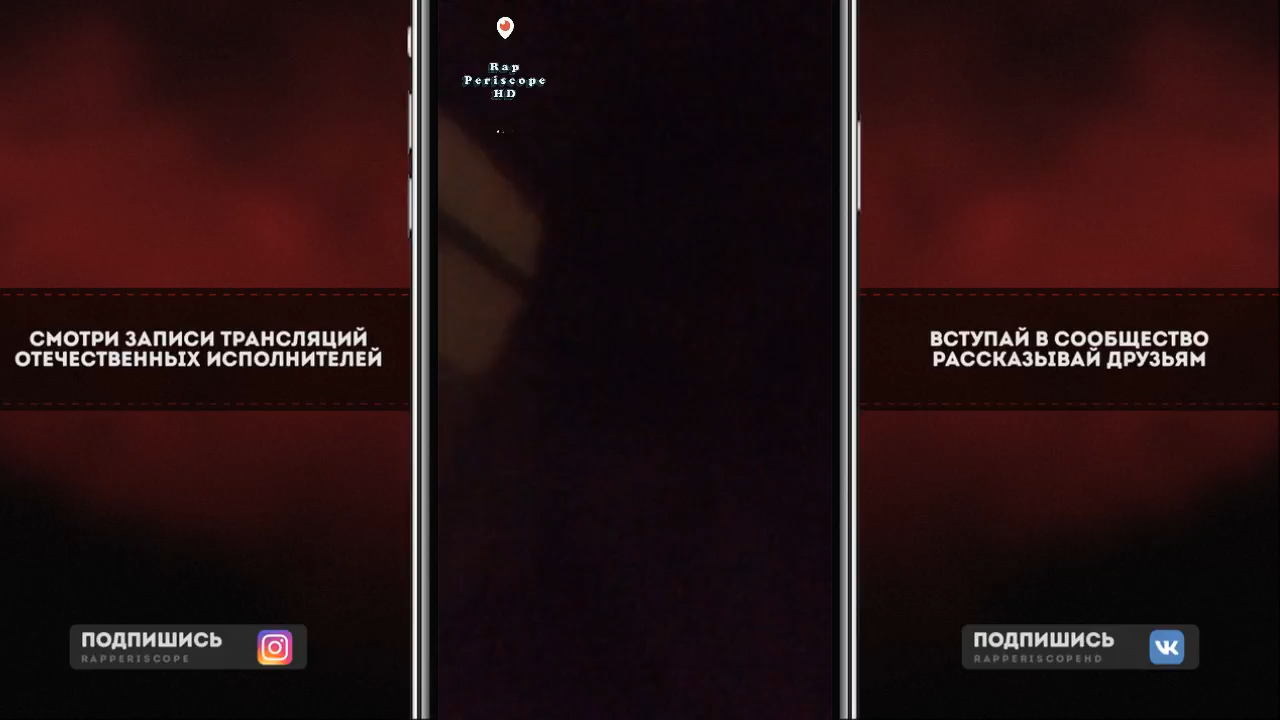 Rap
Periscope
HD
СМОТРИ ЗАПИСИ ТРАНСЛЯЦИЙ
ОТЕЧЕСТВЕННЫХ ИСПОЛНИТЕЛЕЙ
ВСТУПАЙ В СООБЩЕСТВО
РАССКАЗЫВАЙ ДРУЗЬЯМ
ПОДПИШИСЬ
RAPPERISCOPE
ПОДПИШИСЬ
RAPPERISCOPEHD